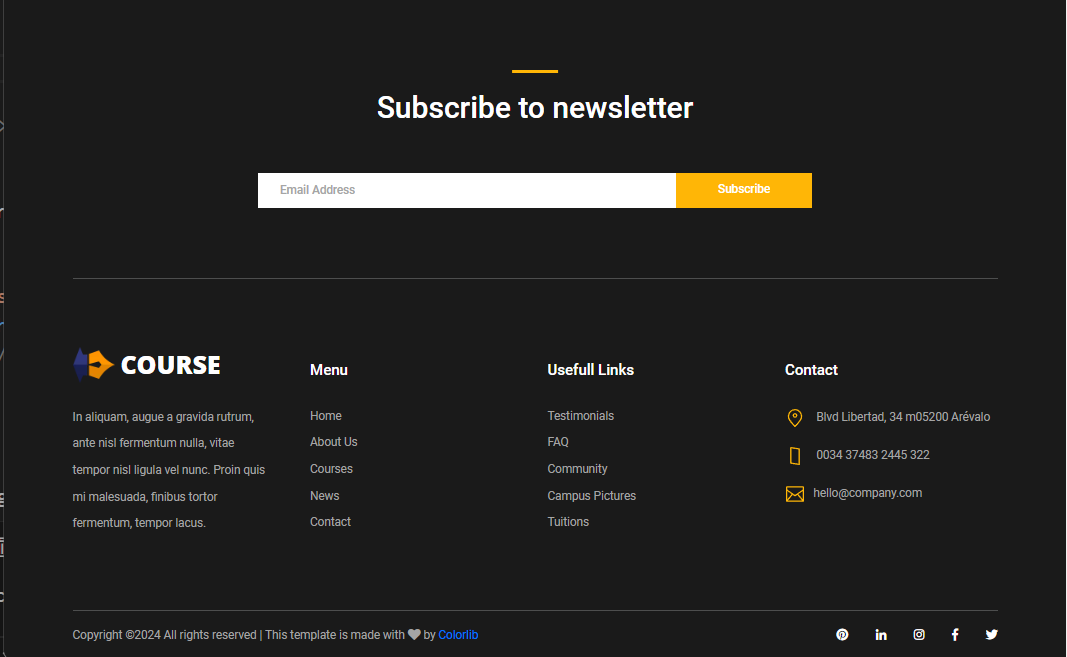 Subscribe to newsletter
Email Address
Subscribe
COURSE
In aliquam, augue a gravida rutrum,
ante nisl fermentum nulla, vitae
tempor nisl ligula vel nunc. Proin quis
mi malesuada, finibus tortor
fermentum, tempor lacus.
Menu
Home
About Us
Courses
News
Contact
Usefull Links
Testimonials
FAQ
Community
Campus Pictures
Tuitions
Contact
Blvd Libertad, 34 m05200 Arévalo
0034 37483 2445 322
hello@company.com
Copyright ©2024 All rights reserved | This template is made with ♥ by Colorlib